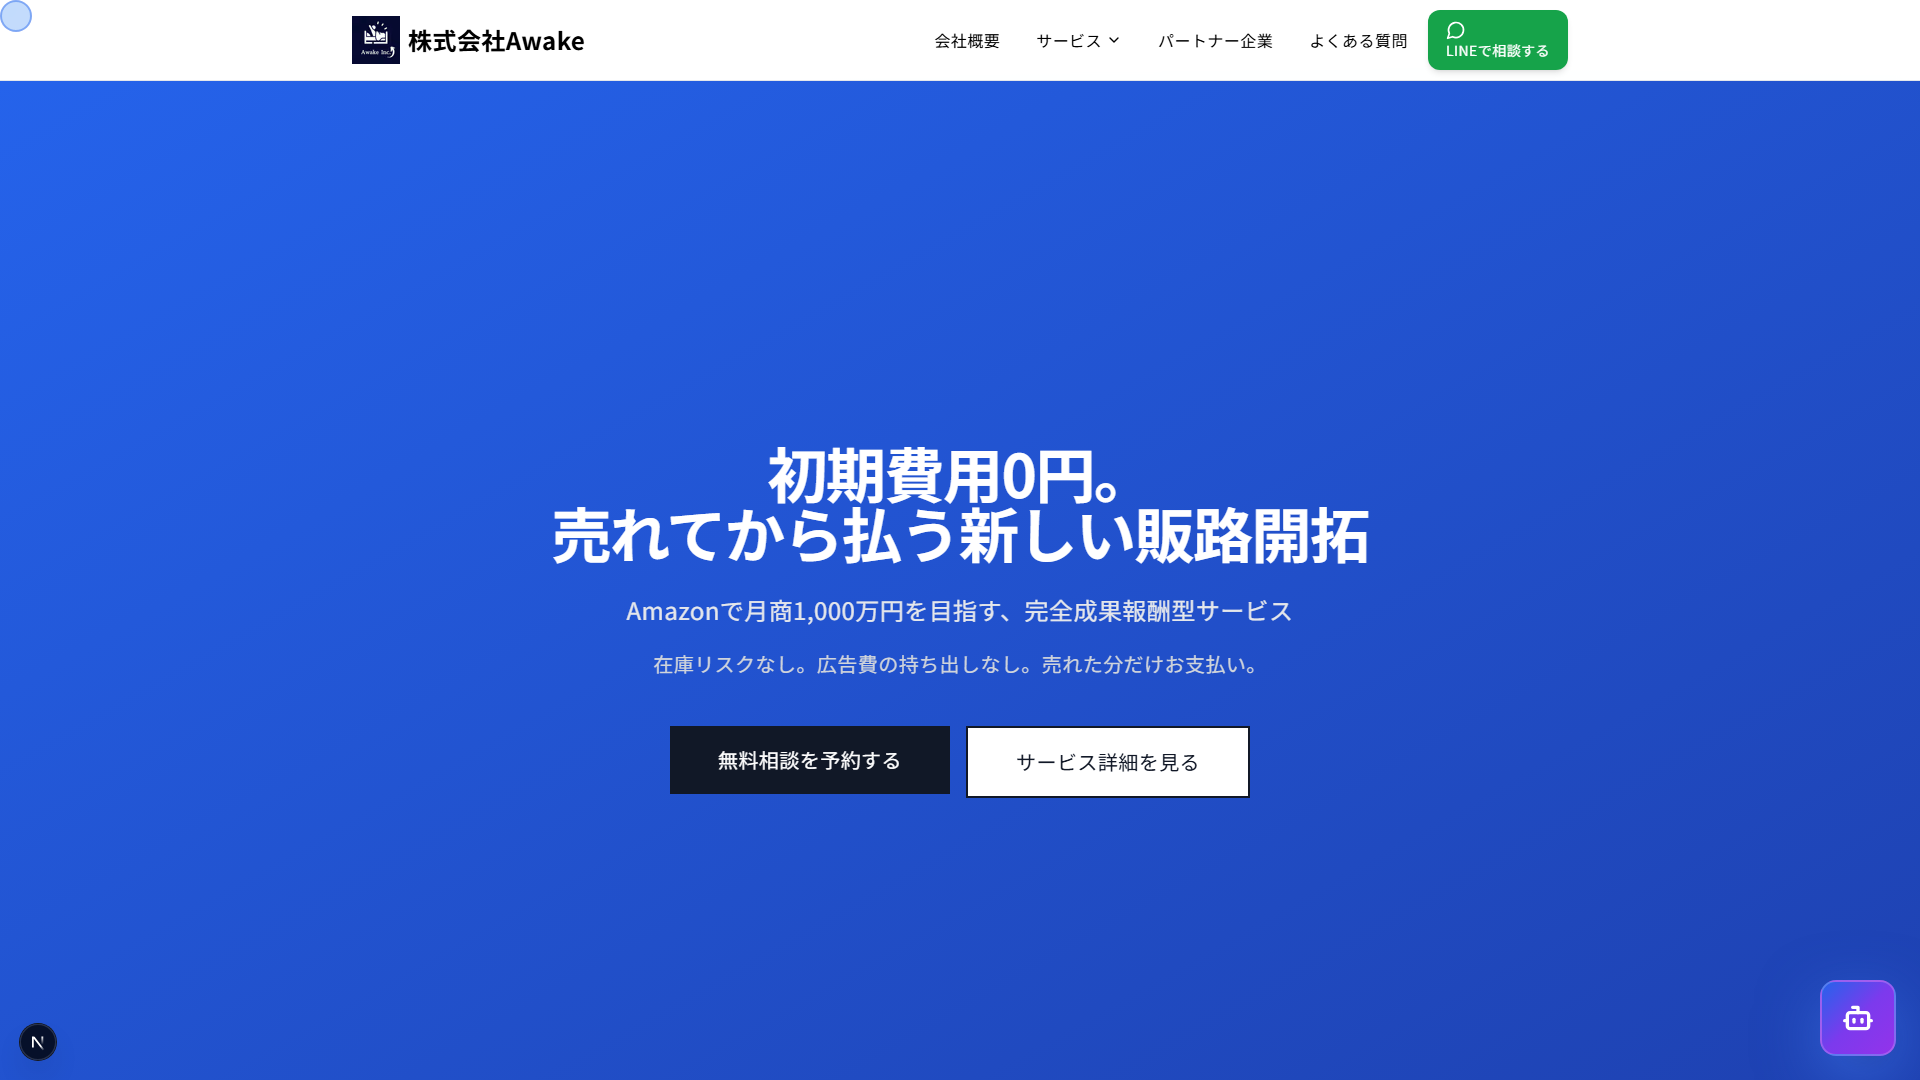 Awake Inc.
株式会社Awake
会社概要
サービス
パートナー企業
よくある質問
LINEで相談する
初期費用0円。
売れてから払う新しい販路開拓
Amazonで月商1,000万円を目指す、完全成果報酬型サービス
在庫リスクなし。広告費の持ち出しなし。売れた分だけお支払い。
無料相談を予約する
サービス詳細を見る
N